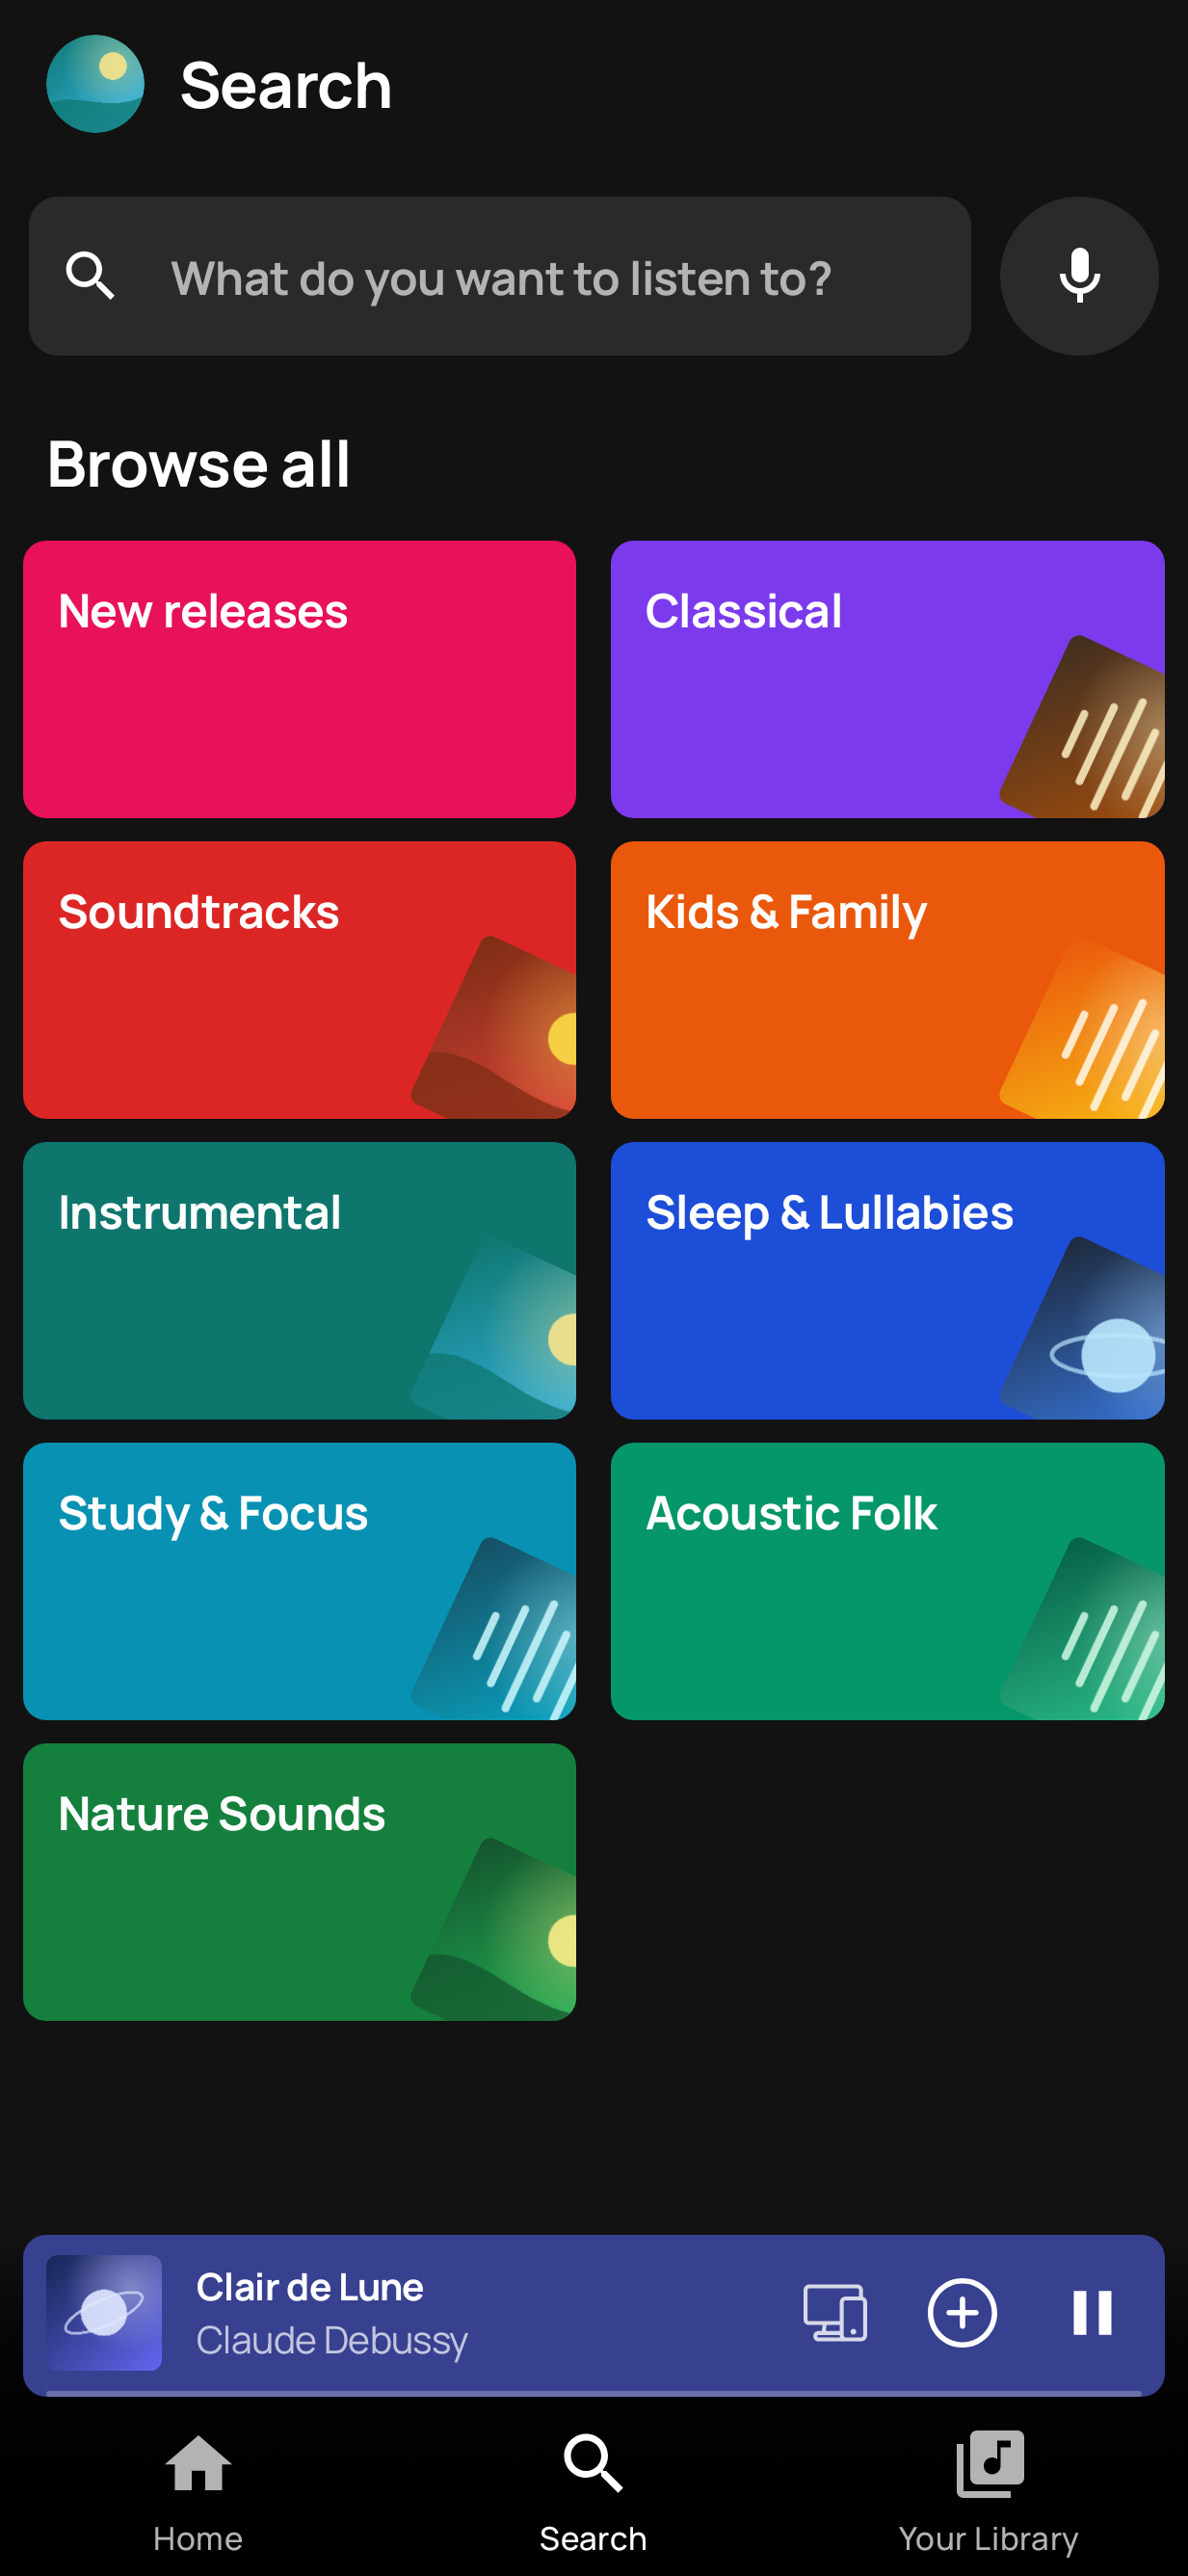 Search
What do you want to listen to?
Browse all
New releases
Classical
Soundtracks
Kids & Family
Instrumental
Sleep & Lullabies
Study & Focus
Acoustic Folk
Nature Sounds
Clair de Lune
Claude Debussy
Home
Search
Your Library